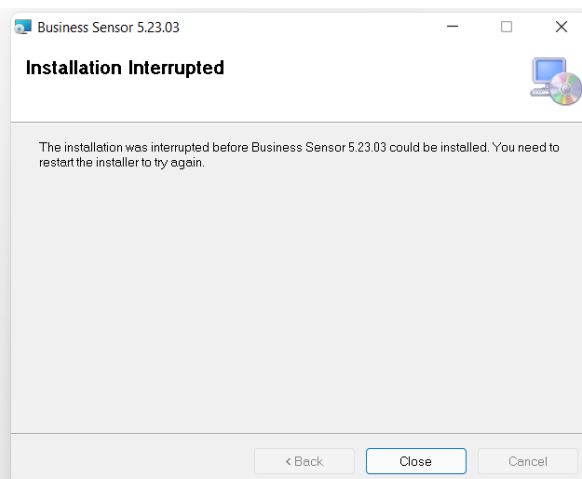 Business Sensor 5.23.03
Installation Interrupted
The installation was interrupted before Business Sensor 5.23.03 could be installed. You need to
restart the installer to try again.
< Back
Close
Cancel